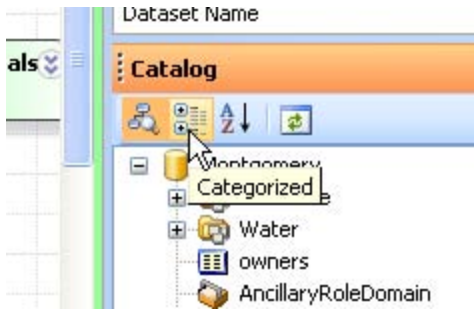 Dataset Name
als
Catalog
Montgomery
Categorized
Water
owners
AncillaryRoleDomain